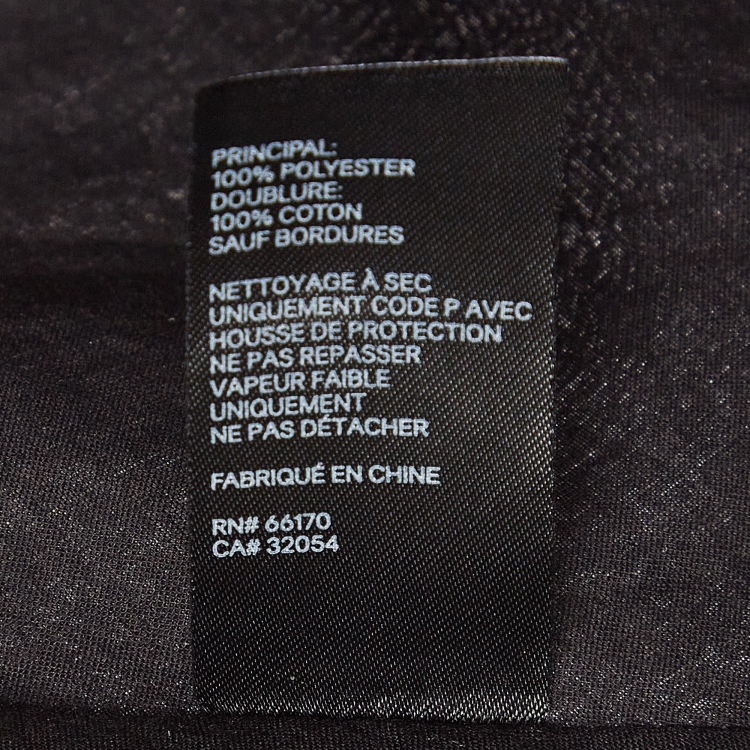 PRINCIPAL:
100% POLYESTER
DOUBLURE:
100% COTON
SAUF BORDURES
NETTOYAGE À SEC
UNIQUEMENT CODE P AVEC
HOUSSE DE PROTECTION
NE PAS REPASSER
VAPEUR FAIBLE
UNIQUEMENT
NE PAS DÉTACHER
FABRIQUÉ EN CHINE
RN# 66170
CA# 32054